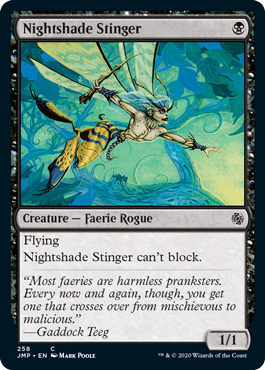 Nightshade Stinger
Creature — Faerie Rogue
Flying
Nightshade Stinger can't block.
"Most faeries are harmless pranksters.
Every now and again, though, you get
one that crosses over from mischievous to
malicious."
—Gaddock Teeg
1/1
258 C
JMP • EN Mark Poole
™ & © 2020 Wizards of the Coast